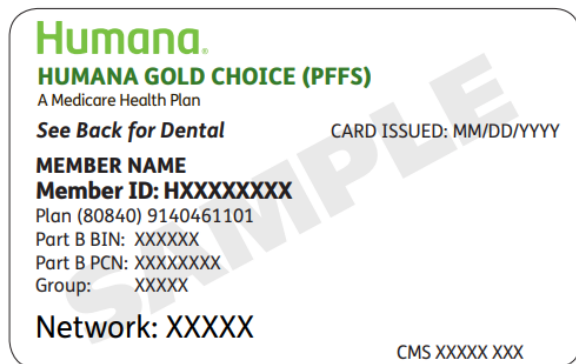 Humana®
HUMANA GOLD CHOICE (PFFS)
A Medicare Health Plan
See Back for Dental CARD ISSUED: MM/DD/YYYY
MEMBER NAME
Member ID: HXXXXXXXX
Plan (80840) 9140461101
Part B BIN: XXXXXX
Part B PCN: XXXXXXXX
Group: XXXXX
Network: XXXXX
CMS XXXXX XXX
SAMPLE